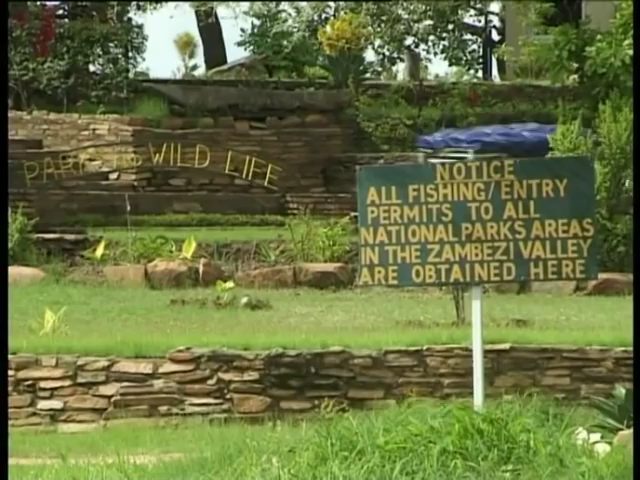 PARKS AND WILD LIFE
NOTICE
ALL FISHING/ENTRY
PERMITS TO ALL
NATIONAL PARKS AREAS
IN THE ZAMBEZI VALLEY
ARE OBTAINED HERE